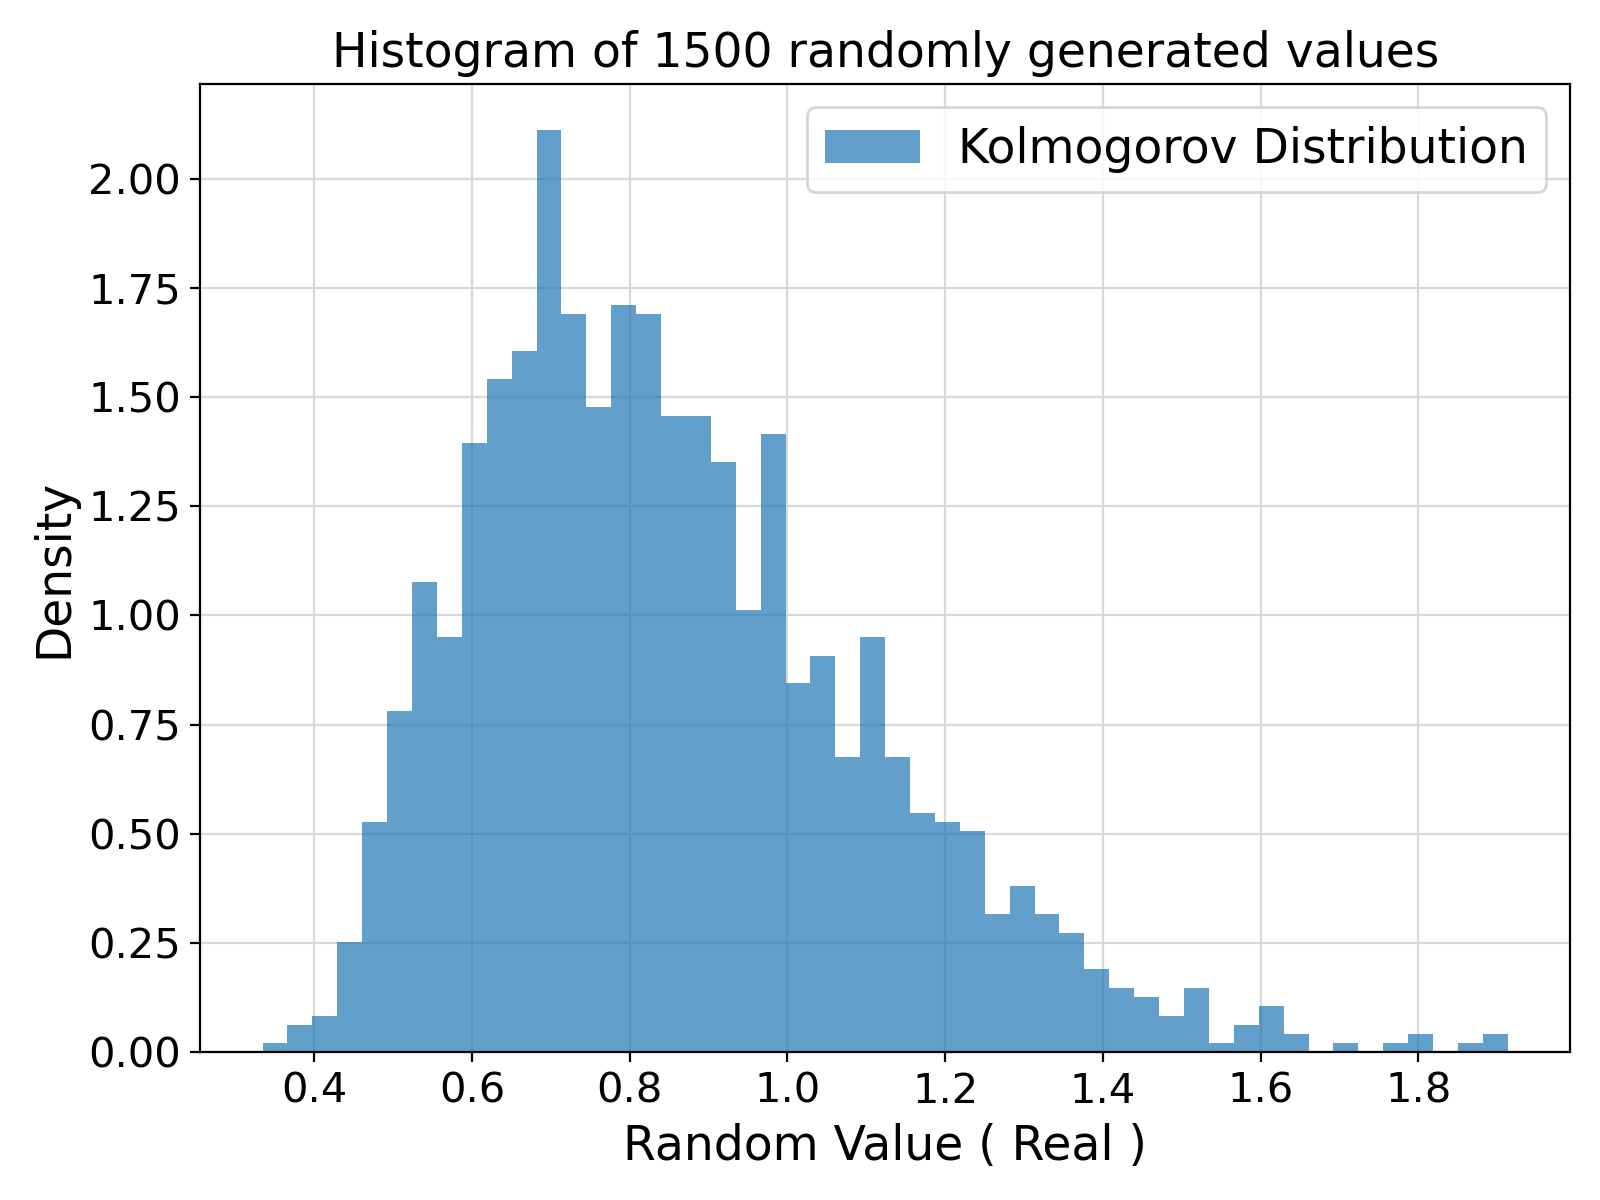 Histogram of 1500 randomly generated values
Kolmogorov Distribution
2.00
1.75
1.50
1.25
1.00
0.75
0.50
0.25
0.00
Density
0.4 0.6 0.8 1.0 1.2 1.4 1.6 1.8
Random Value ( Real )